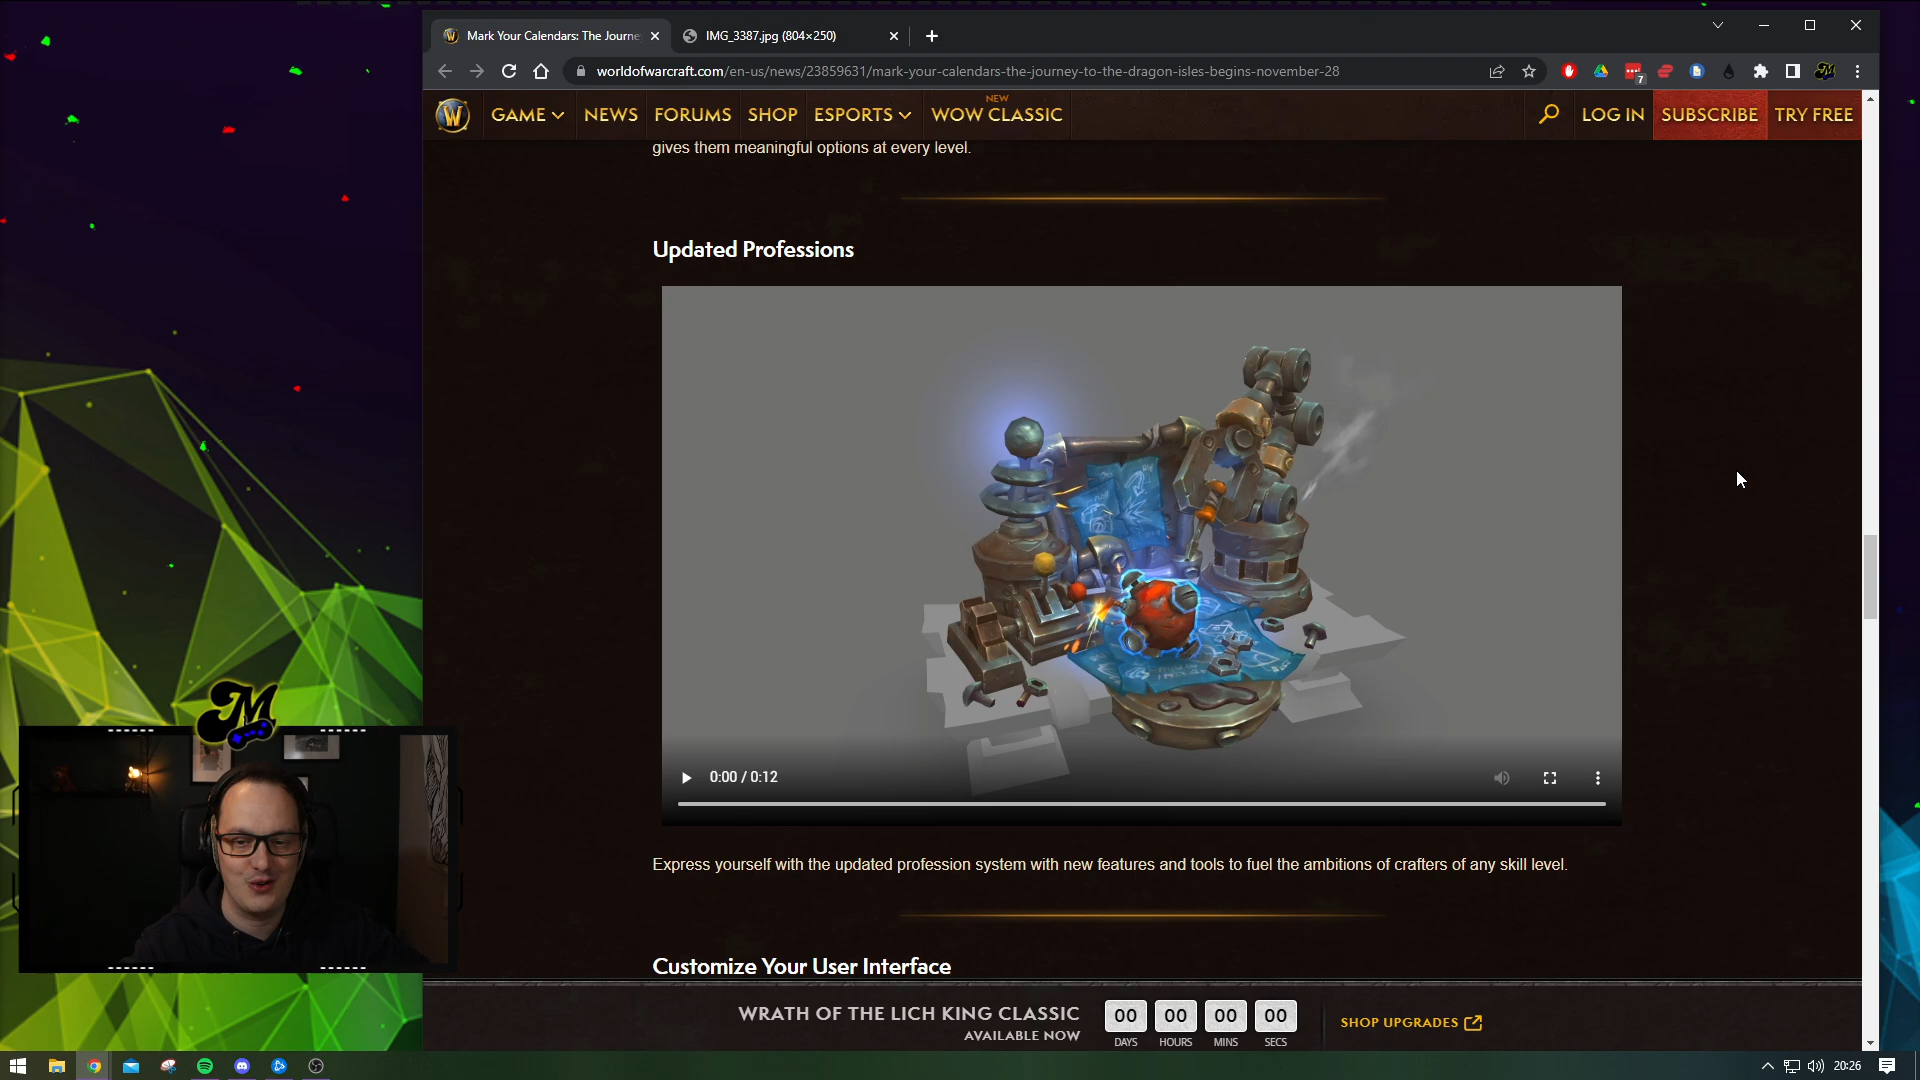 Mark Your Calendars: The Journe
IMG_3387.jpg (804×250)
worldofwarcraft.com/en-us/news/23859631/mark-your-calendars-the-journey-to-the-dragon-isles-begins-november-28
7
W
GAME
NEWS
FORUMS
SHOP
ESPORTS
NEW
WOW CLASSIC
LOG IN
SUBSCRIBE
TRY FREE
gives them meaningful options at every level.
Updated Professions
0:00 / 0:12
Express yourself with the updated profession system with new features and tools to fuel the ambitions of crafters of any skill level.
Customize Your User Interface
WRATH OF THE LICH KING CLASSIC
AVAILABLE NOW
00 00 00 00
DAYS HOURS MINS SECS
SHOP UPGRADES
M
20:26